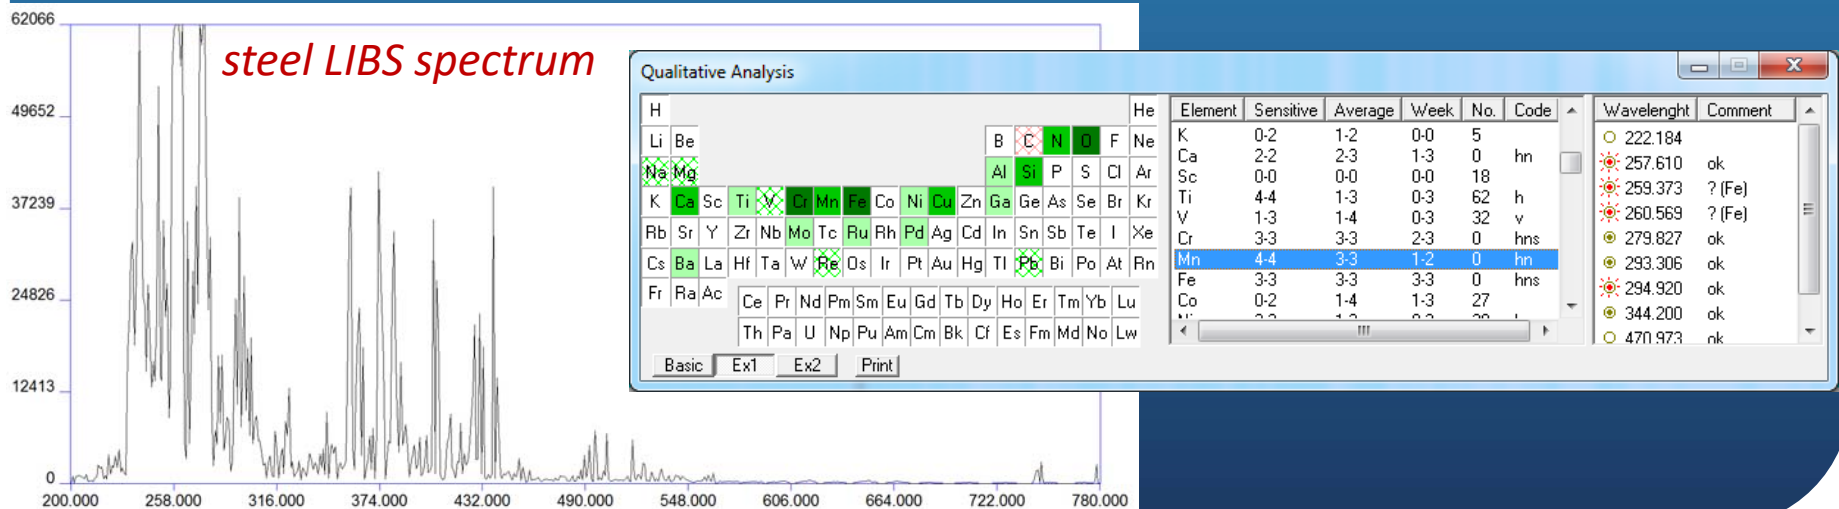 62066
49652
37239
24826
12413
0
200.000 258.000 316.000 374.000 432.000 490.000 548.000 606.000 664.000 722.000 780.000
steel LIBS spectrum
Qualitative Analysis
H He
Li Be B C N O F Ne
Na Mg Al Si P S Cl Ar
K Ca Sc Ti V Cr Mn Fe Co Ni Cu Zn Ga Ge As Se Br Kr
Rb Sr Y Zr Nb Mo Tc Ru Rh Pd Ag Cd In Sn Sb Te I Xe
Cs Ba La Hf Ta W Re Os Ir Pt Au Hg Tl Pb Bi Po At Rn
Fr Ra Ac
Ce Pr Nd Pm Sm Eu Gd Tb Dy Ho Er Tm Yb Lu
Th Pa U Np Pu Am Cm Bk Cf Es Fm Md No Lw
Basic Ex1 Ex2 Print
Element Sensitive Average Week No. Code
K 0-2 1-2 0-0 5
Ca 2-2 2-3 1-3 0 hn
Sc 0-0 0-0 0-0 18
Ti 4-4 1-3 0-3 62 h
V 1-3 1-4 0-3 32 v
Cr 3-3 3-3 2-3 0 hns
Mn 4-4 3-3 1-2 0 hn
Fe 3-3 3-3 3-3 0 hns
Co 0-2 1-4 1-3 27
Wavelenght Comment
222.184
257.610 ok
259.373 ? (Fe)
260.569 ? (Fe)
279.827 ok
293.306 ok
294.920 ok
344.200 ok
470.973 ok